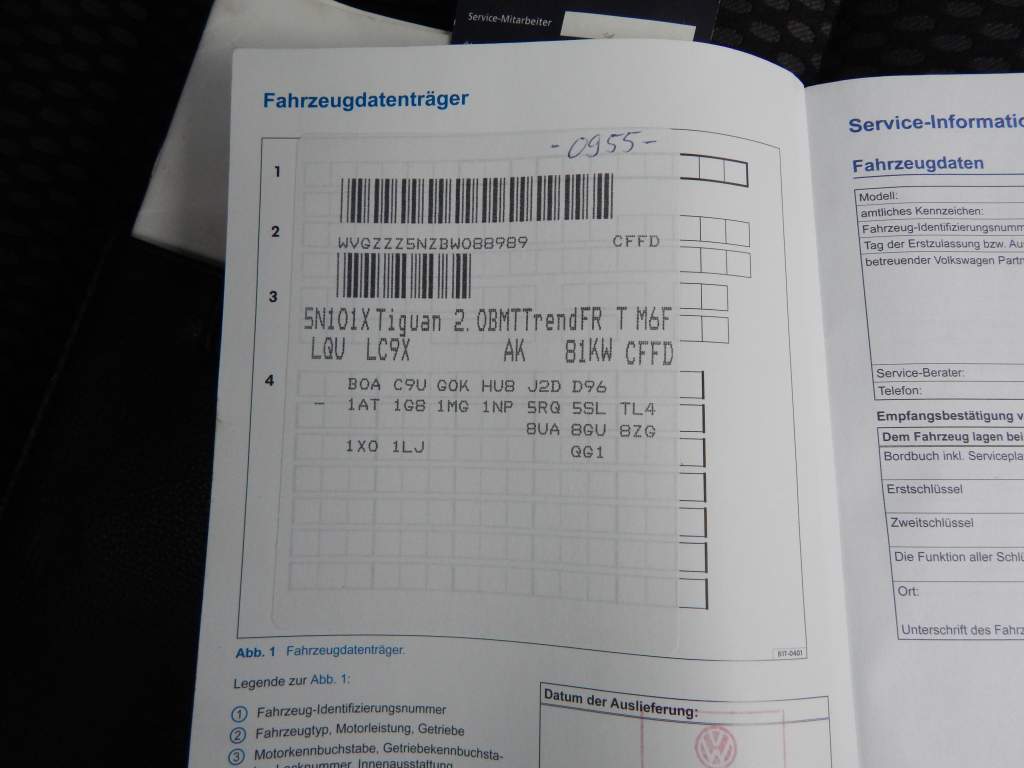 Service-Mitarbeiter
Fahrzeugdatenträger
-0955-
1
2
WVGZZZ5NZBW088989 CFFD
3
5N101X Tiguan 2.0BMTTrendFR T M6F
LQU LC9X AK 81KW CFFD
4
B0A C9U G0K HU8 J2D D96
- 1AT 1G8 1MG 1NP 5RQ 5SL TL4
8UA 8GU 8ZG
1X0 1LJ QG1
B1T-0401
Abb. 1 Fahrzeugdatenträger.
Legende zur Abb. 1:
1 Fahrzeug-Identifizierungsnummer
2 Fahrzeugtyp, Motorleistung, Getriebe
3 Motorkennbuchstabe, Getriebekennbuchsta-
Innenausstattung
Datum der Auslieferung:
Service-Informatio
Fahrzeugdaten
Modell:
amtliches Kennzeichen:
Fahrzeug-Identifizierungsnumm
Tag der Erstzulassung bzw. Au
betreuender Volkswagen Partn
Service-Berater:
Telefon:
Empfangsbestätigung v
Dem Fahrzeug lagen bei
Bordbuch inkl. Servicepla
Erstschlüssel
Zweitschlüssel
Die Funktion aller Schlü
Ort:
Unterschrift des Fahrz